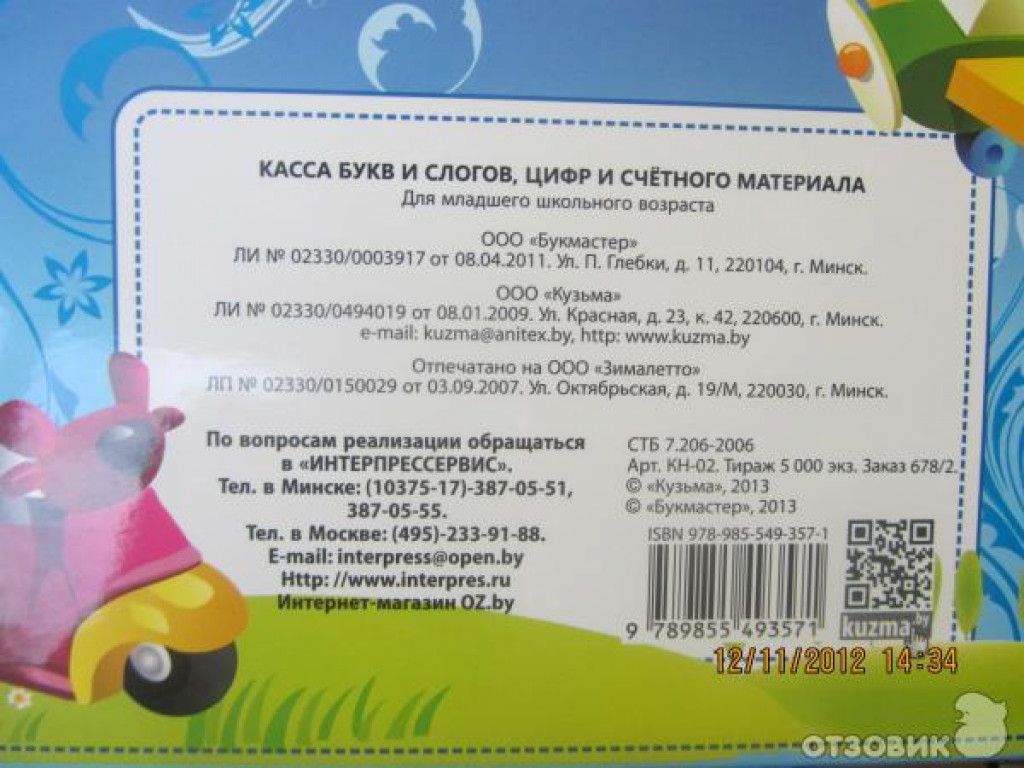 КАССА БУКВ И СЛОГОВ, ЦИФР И СЧЁТНОГО МАТЕРИАЛА
Для младшего школьного возраста
ООО «Букмастер»
ЛИ № 02330/0003917 от 08.04.2011. Ул. П. Глебки, д. 11, 220104, г. Минск.
ООО «Кузьма»
ЛИ № 02330/0494019 от 08.01.2009. Ул. Красная, д. 23, к. 42, 220600, г. Минск.
e-mail: kuzma@anitex.by, http: www.kuzma.by
Отпечатано на ООО «Зималетто»
ЛП № 02330/0150029 от 03.09.2007. Ул. Октябрьская, д. 19/М, 220030, г. Минск.
По вопросам реализации обращаться
в «ИНТЕРПРЕССЕРВИС».
Тел. в Минске: (10375-17)-387-05-51,
387-05-55.
Тел. в Москве: (495)-233-91-88.
E-mail: interpress@open.by
Http: //www.interpres.ru
Интернет-магазин OZ.by
СТБ 7.206-2006
Арт. КН-02. Тираж 5 000 экз. Заказ 678/2.
© «Кузьма», 2013
© «Букмастер», 2013
ISBN 978-985-549-357-1
9 789855 493571
kuzma.by
12/11/2012 14:34
ОТЗОВИК